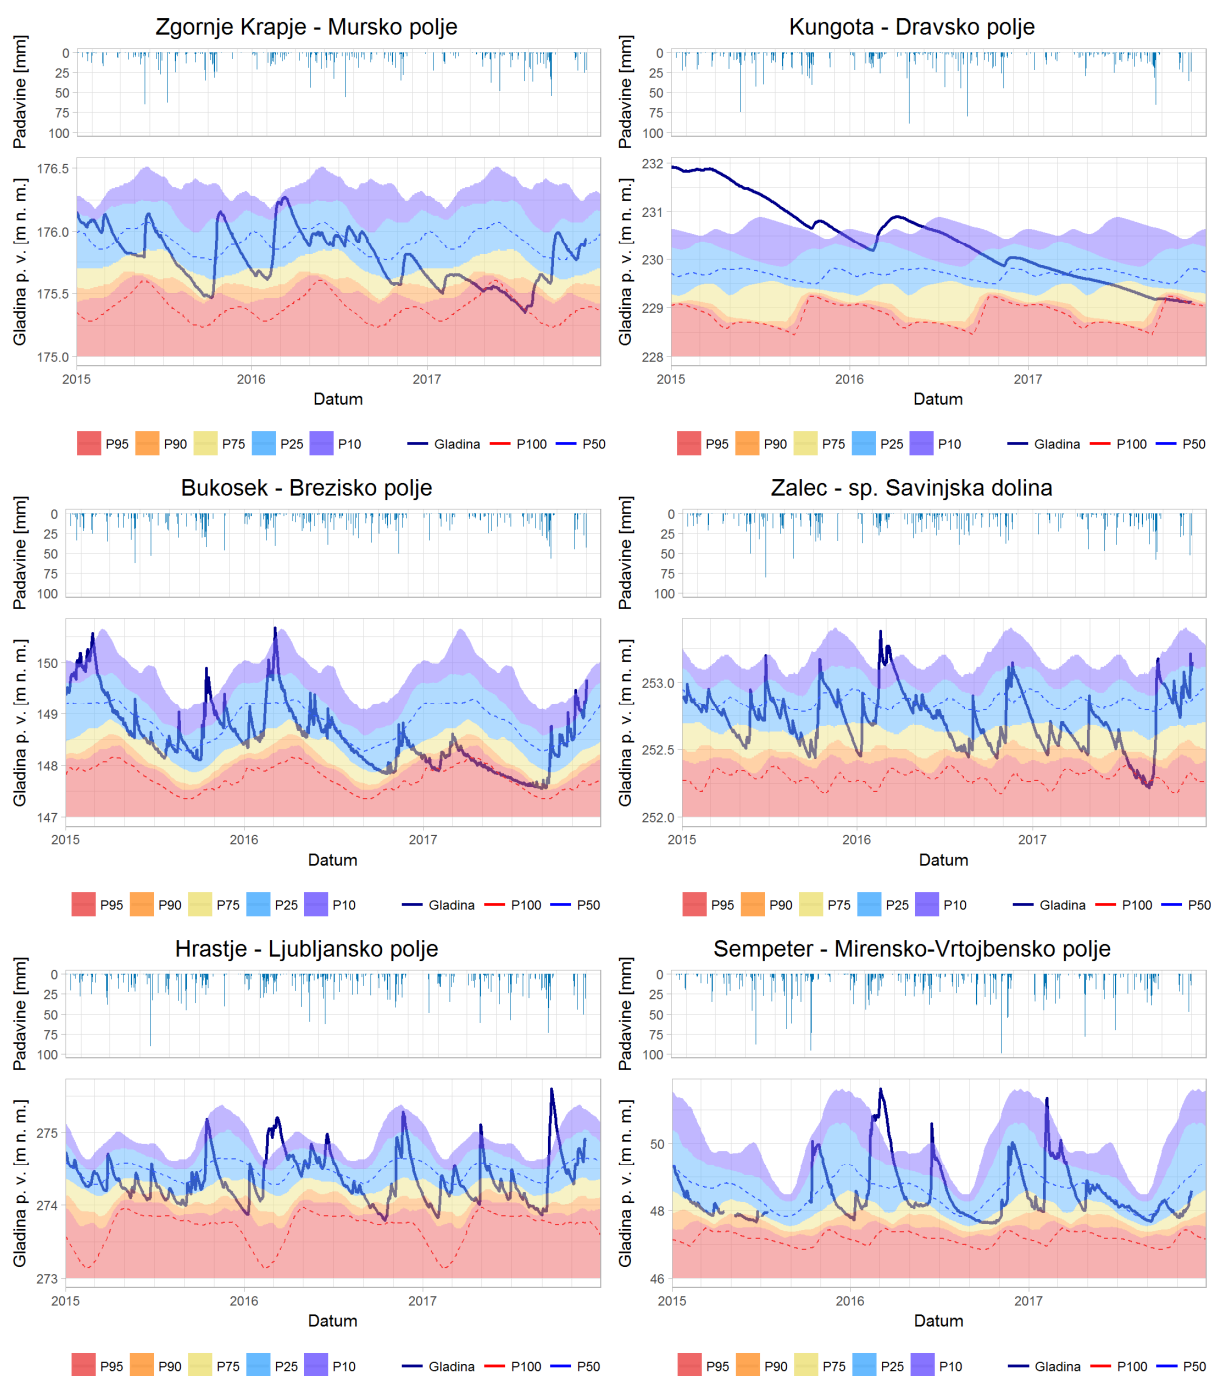 Zgornje Krapje - Mursko polje
Padavine [mm]
0
25
50
75
100
Gladina p. v. [m n. m.]
176.5
176.0
175.5
175.0
2015
2016
2017
Datum
P95
P90
P75
P25
P10
Gladina
P100
P50
Kungota - Dravsko polje
Padavine [mm]
0
25
50
75
100
Gladina p. v. [m n. m.]
232
231
230
229
228
2015
2016
2017
Datum
P95
P90
P75
P25
P10
Gladina
P100
P50
Bukosek - Brezisko polje
Padavine [mm]
0
25
50
75
100
Gladina p. v. [m n. m.]
150
149
148
147
2015
2016
2017
Datum
P95
P90
P75
P25
P10
Gladina
P100
P50
Zalec - sp. Savinjska dolina
Padavine [mm]
0
25
50
75
100
Gladina p. v. [m n. m.]
253.0
252.5
252.0
2015
2016
2017
Datum
P95
P90
P75
P25
P10
Gladina
P100
P50
Hrastje - Ljubljansko polje
Padavine [mm]
0
25
50
75
100
Gladina p. v. [m n. m.]
275
274
273
2015
2016
2017
Datum
P95
P90
P75
P25
P10
Gladina
P100
P50
Sempeter - Mirensko-Vrtojbensko polje
Padavine [mm]
0
25
50
75
100
Gladina p. v. [m n. m.]
50
48
46
2015
2016
2017
Datum
P95
P90
P75
P25
P10
Gladina
P100
P50